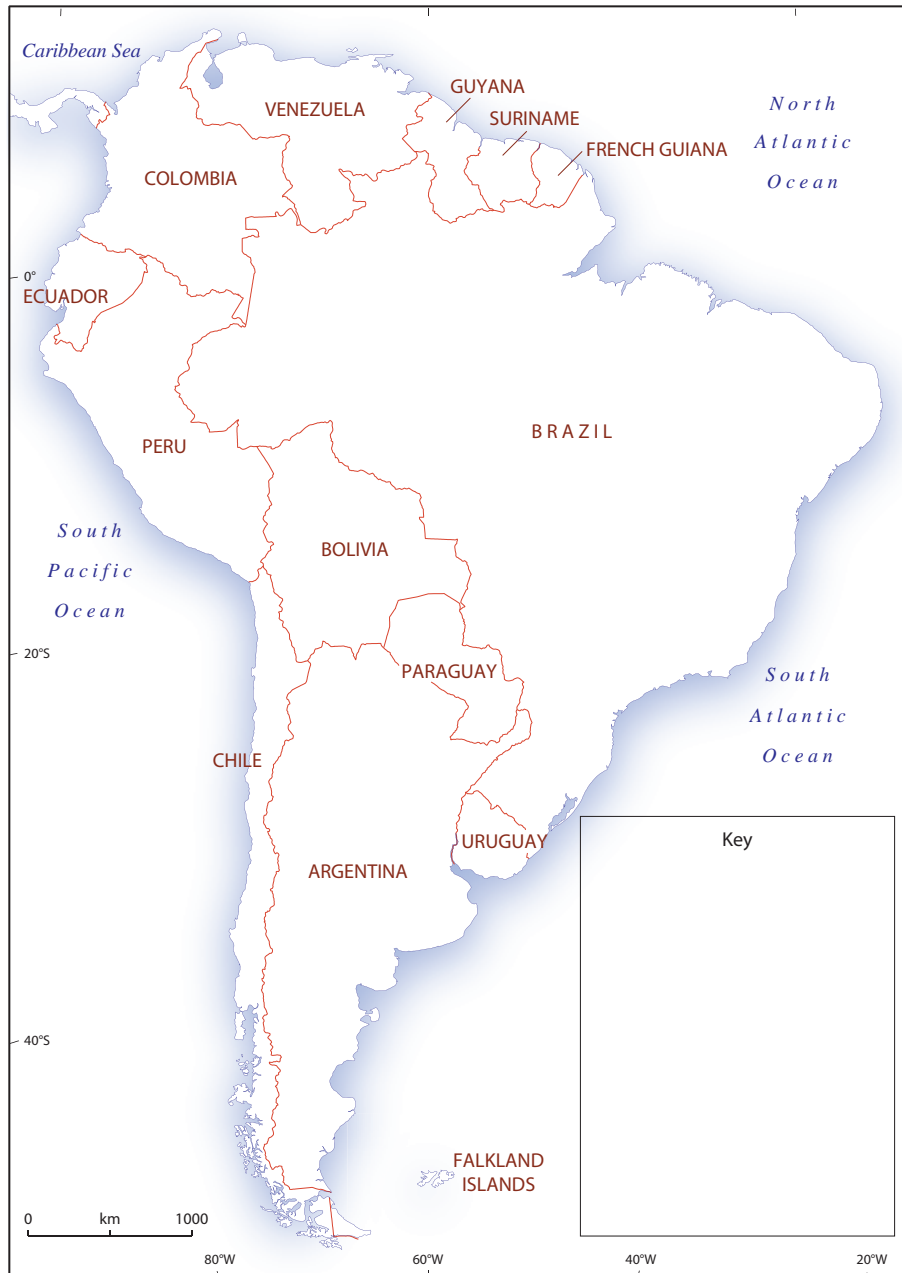 Caribbean Sea
GUYANA
VENEZUELA
North
Atlantic
Ocean
SURINAME
FRENCH GUIANA
COLOMBIA
0°
ECUADOR
BRAZIL
PERU
South
Pacific
Ocean
BOLIVIA
20°S
PARAGUAY
South
Atlantic
Ocean
CHILE
URUGUAY
Key
ARGENTINA
40°S
FALKLAND
ISLANDS
0 km 1000
80°W 60°W 40°W 20°W